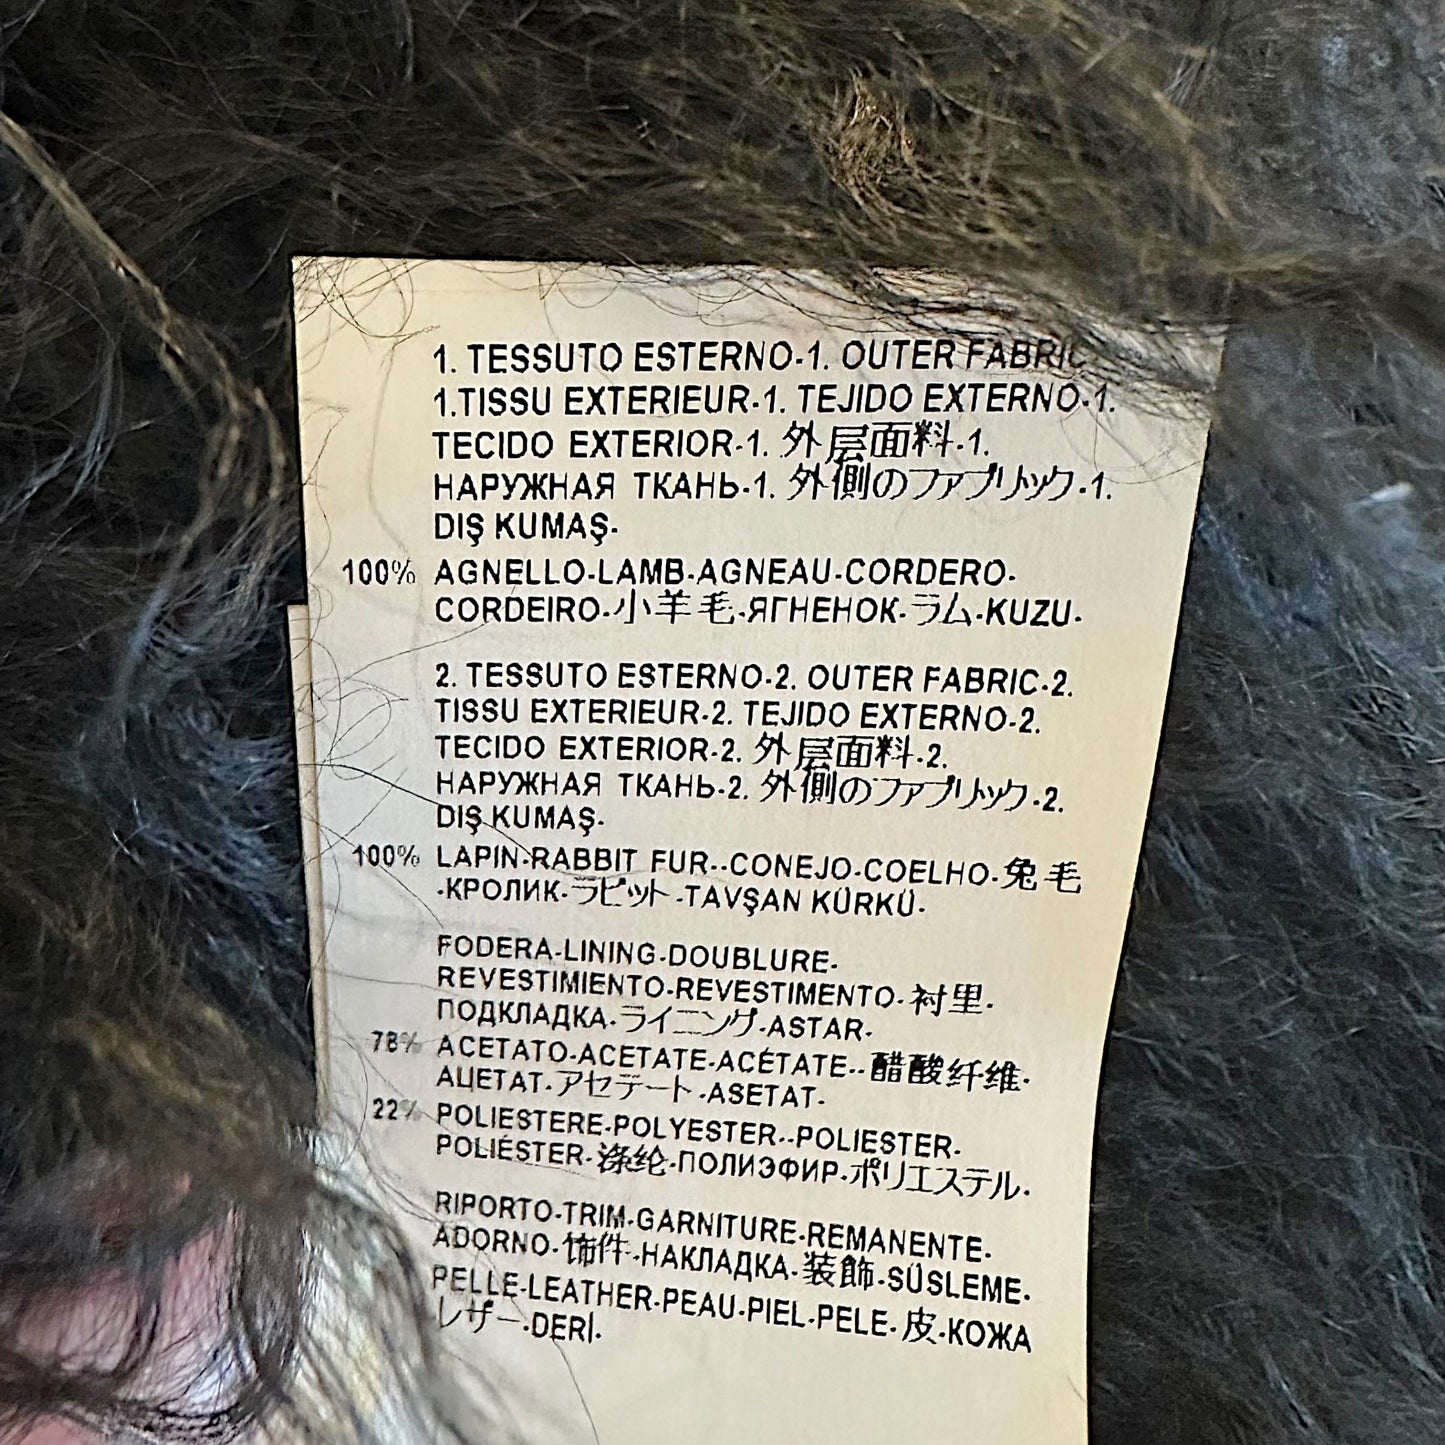 1. TESSUTO ESTERNO-1. OUTER FABRIC
1.TISSU EXTERIEUR-1. TEJIDO EXTERNO-1.
TECIDO EXTERIOR-1. 外层面料-1.
НАРУЖНАЯ ТКАНЬ-1. 外側のファブリック-1.
DIŞ KUMAŞ-
100% AGNELLO-LAMB-AGNEAU-CORDERO-
CORDEIRO-小羊毛-ЯГНЕНОК-ラム-KUZU-
2. TESSUTO ESTERNO-2. OUTER FABRIC-2.
TISSU EXTERIEUR-2. TEJIDO EXTERNO-2.
TECIDO EXTERIOR-2. 外层面料-2.
НАРУЖНАЯ ТКАНЬ-2. 外側のファブリック-2.
DIŞ KUMAŞ-
100% LAPIN-RABBIT FUR--CONEJO-COELHO-兔毛
-КРОЛИК-ラビット-TAVŞAN KÜRKÜ-
FODERA-LINING-DOUBLURE-
REVESTIMIENTO-REVESTIMENTO-衬里-
ПОДКЛАДКА-ライニング-ASTAR-
78% ACETATO-ACETATE-ACÉTATE--醋酸纤维-
АЦЕТАТ-アセテート-ASETAT-
22% POLIESTERE-POLYESTER--POLIESTER-
POLIÉSTER-涤纶-ПОЛИЭФИР-ポリエステル-
RIPORTO-TRIM-GARNITURE-REMANENTE-
ADORNO-饰件-НАКЛАДКА-装飾-SÜSLEME-
PELLE-LEATHER-PEAU-PIEL-PELE-皮-КОЖА
レザー-DERİ-